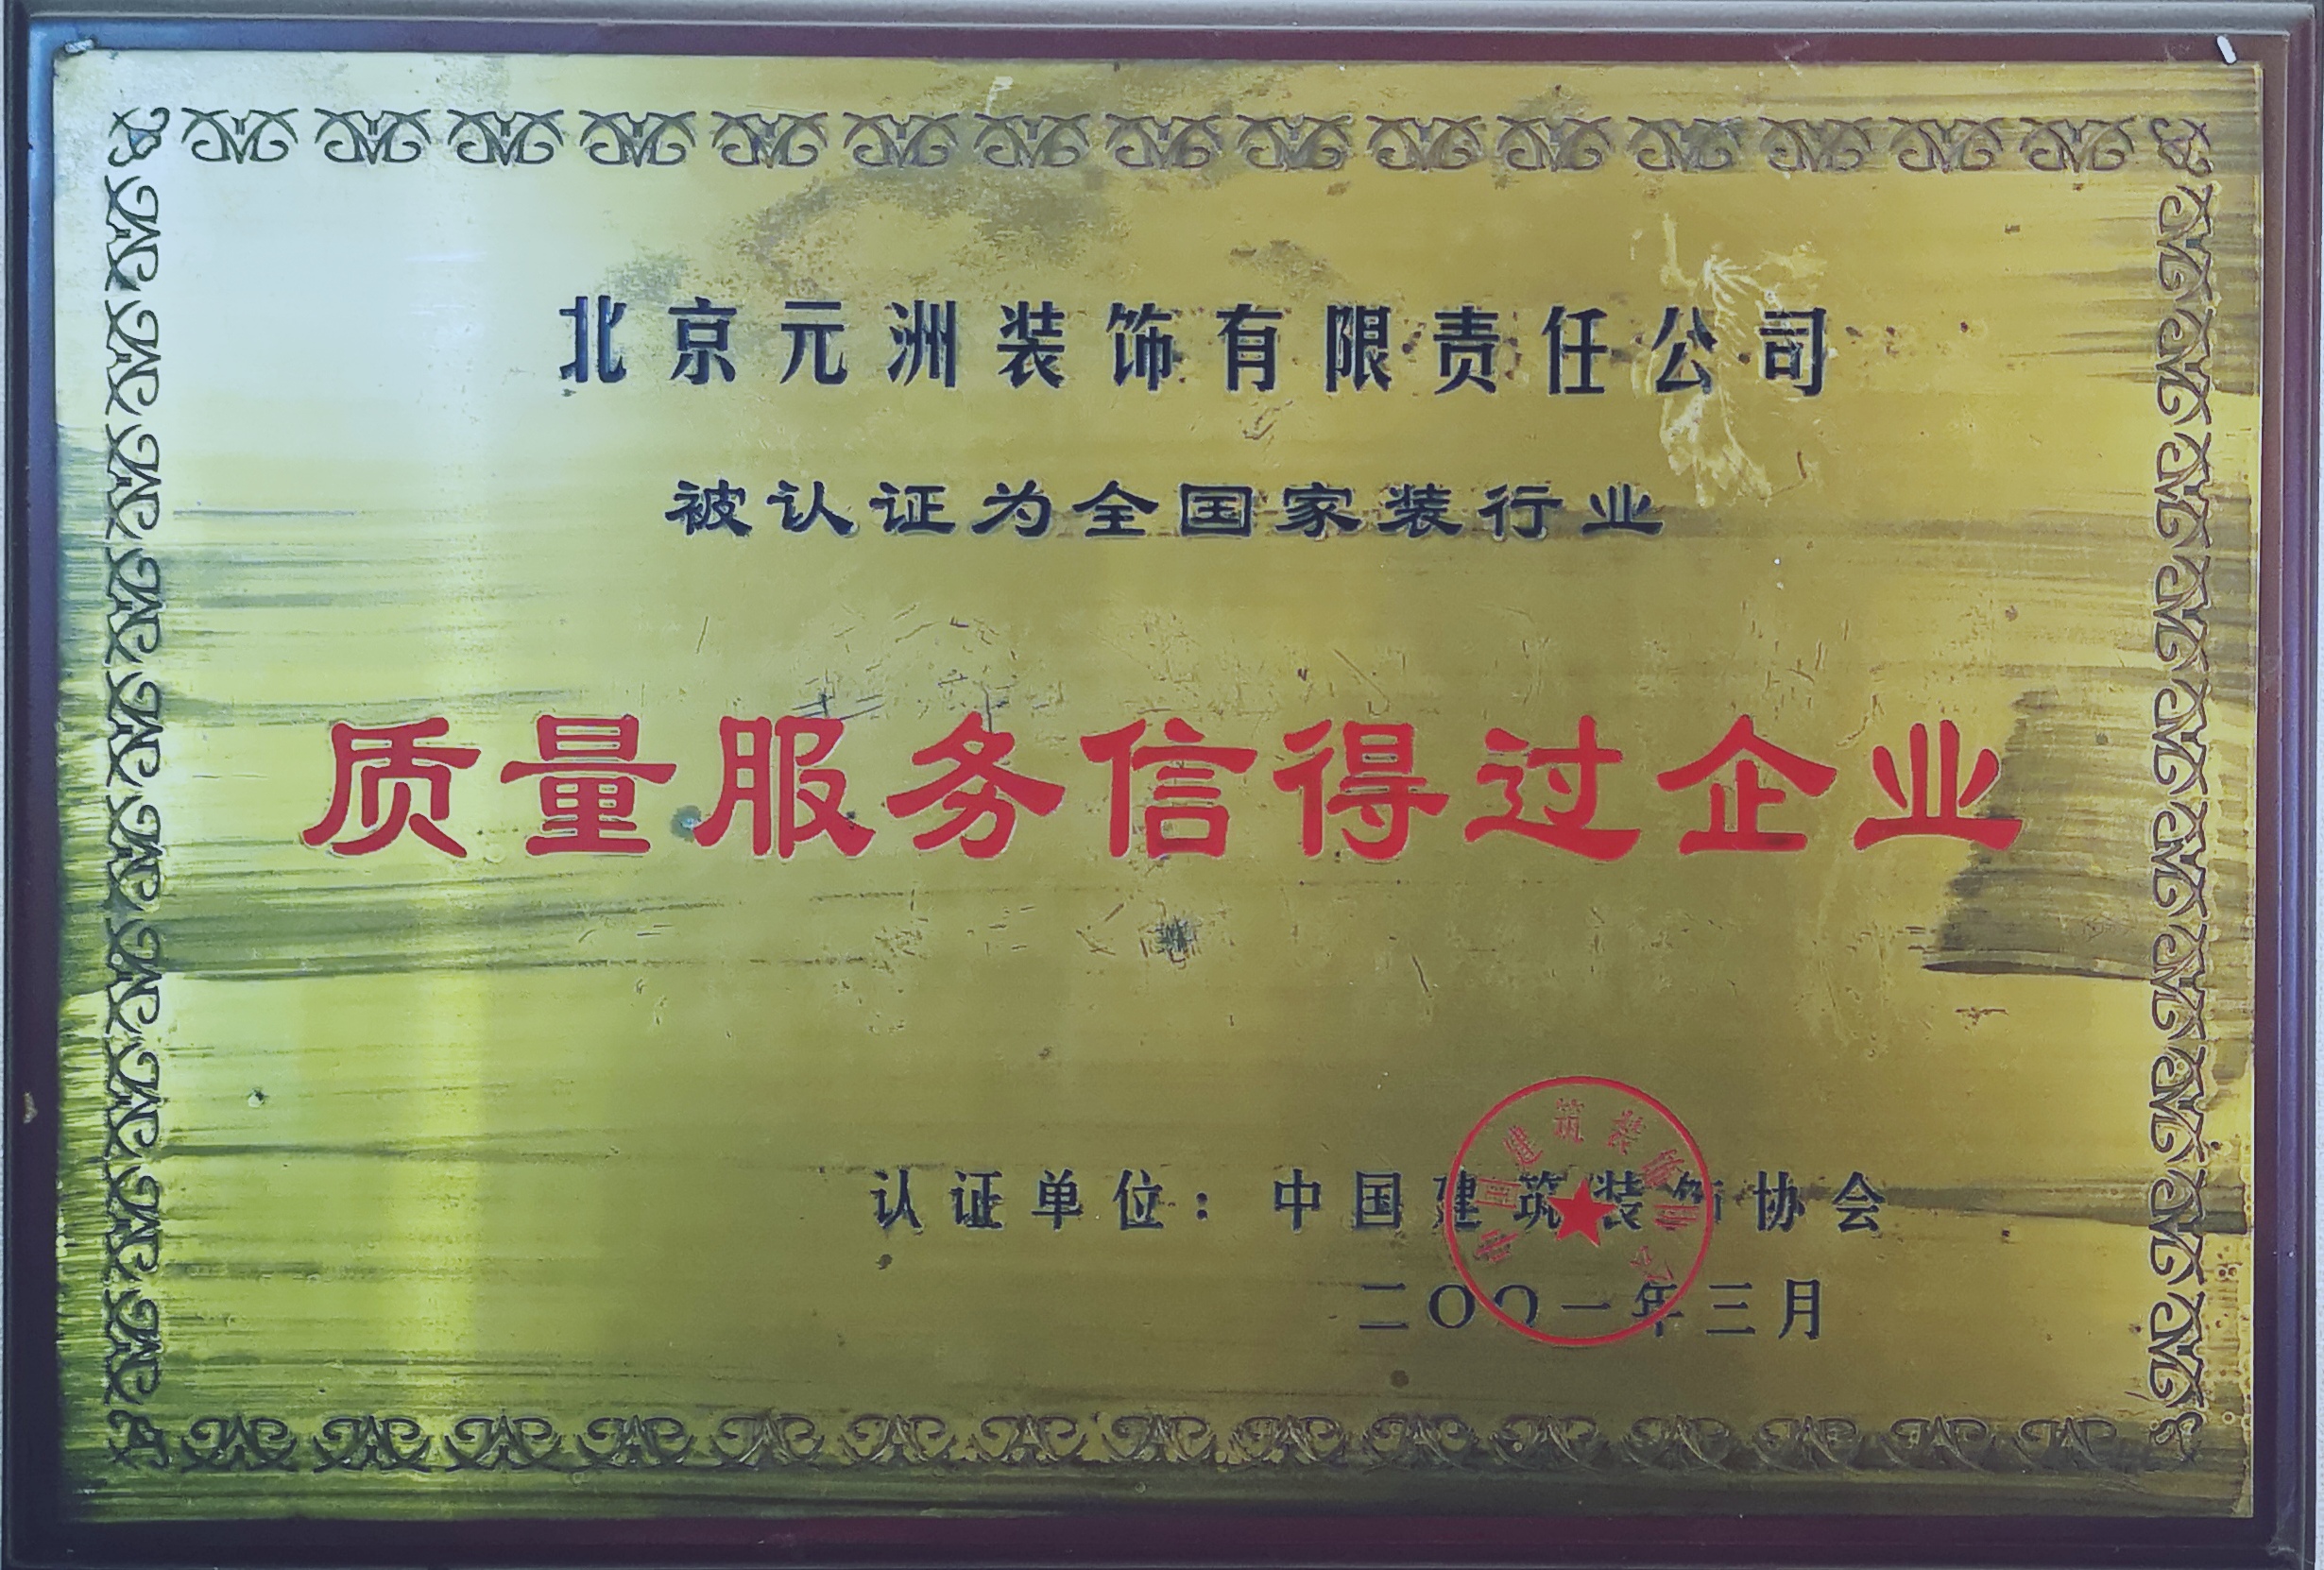 北京元洲装饰有限责任公司
被认证为全国家装行业
质量服务信得过企业
认证单位：中国建筑装饰协会
二〇〇一年三月